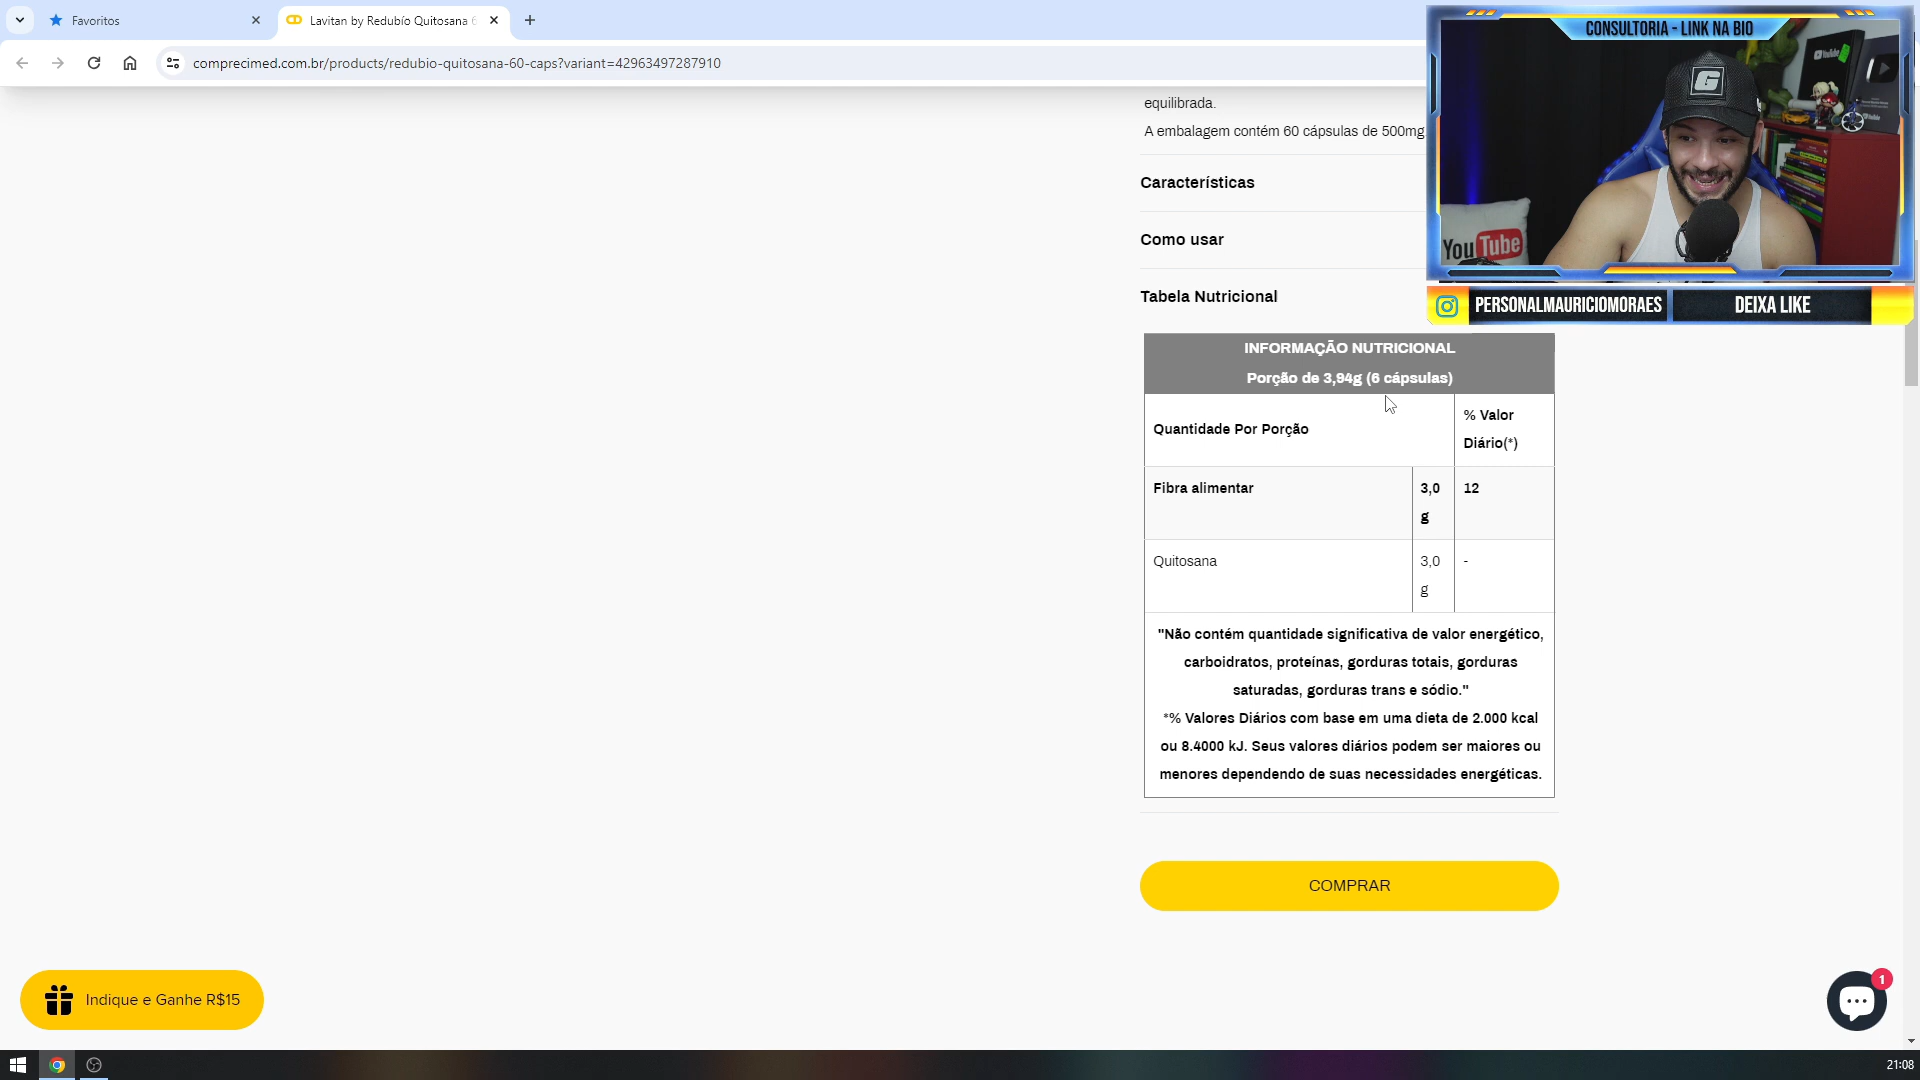 Favoritos
Lavitan by Redubío Quitosana 6
comprecimed.com.br/products/redubio-quitosana-60-caps?variant=42963497287910
CONSULTORIA - LINK NA BIO
G
YouTube
YouTube
PERSONALMAURICIOMORAES
DEIXA LIKE
equilibrada.
A embalagem contém 60 cápsulas de 500mg
Características
Como usar
Tabela Nutricional
INFORMAÇÃO NUTRICIONAL
Porção de 3,94g (6 cápsulas)
Quantidade Por Porção
% Valor
Diário(*)
Fibra alimentar
3,0
g
12
Quitosana
3,0
g
-
"Não contém quantidade significativa de valor energético,
carboidratos, proteínas, gorduras totais, gorduras
saturadas, gorduras trans e sódio."
*% Valores Diários com base em uma dieta de 2.000 kcal
ou 8.4000 kJ. Seus valores diários podem ser maiores ou
menores dependendo de suas necessidades energéticas.
COMPRAR
Indique e Ganhe R$15
1
21:08